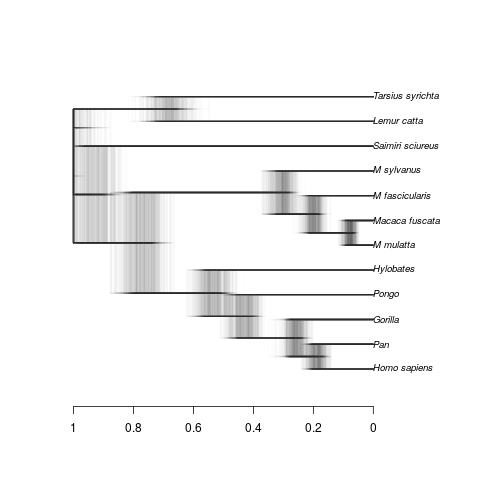 Tarsius syrichta
Lemur catta
Saimiri sciureus
M sylvanus
M fascicularis
Macaca fuscata
M mulatta
Hylobates
Pongo
Gorilla
Pan
Homo sapiens
1 0.8 0.6 0.4 0.2 0